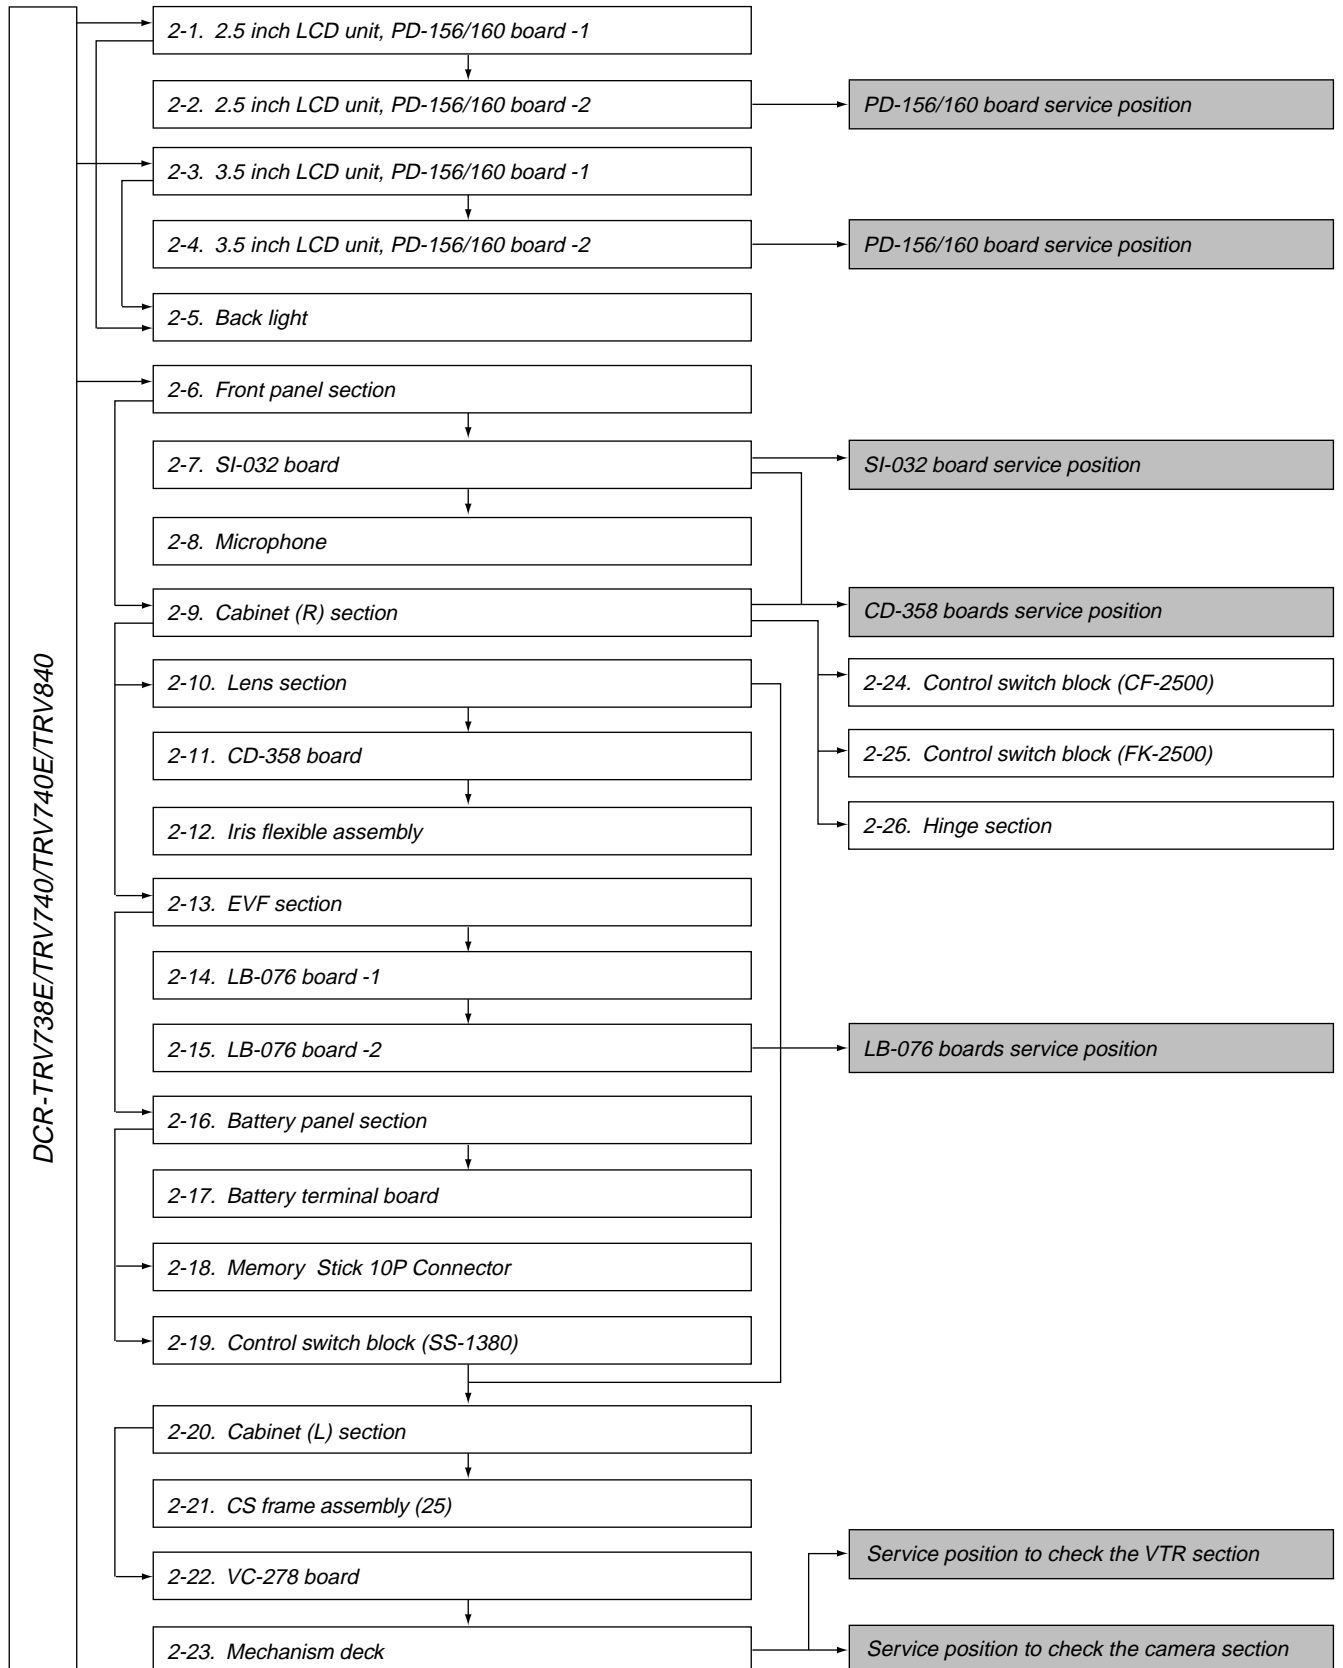 DCR-TRV738E/TRV740/TRV740E/TRV840
2-1. 2.5 inch LCD unit, PD-156/160 board -1
2-2. 2.5 inch LCD unit, PD-156/160 board -2
PD-156/160 board service position
2-3. 3.5 inch LCD unit, PD-156/160 board -1
2-4. 3.5 inch LCD unit, PD-156/160 board -2
PD-156/160 board service position
2-5. Back light
2-6. Front panel section
2-7. SI-032 board
SI-032 board service position
2-8. Microphone
2-9. Cabinet (R) section
CD-358 boards service position
2-10. Lens section
2-24. Control switch block (CF-2500)
2-11. CD-358 board
2-25. Control switch block (FK-2500)
2-12. Iris flexible assembly
2-26. Hinge section
2-13. EVF section
2-14. LB-076 board -1
2-15. LB-076 board -2
LB-076 boards service position
2-16. Battery panel section
2-17. Battery terminal board
2-18. Memory Stick 10P Connector
2-19. Control switch block (SS-1380)
2-20. Cabinet (L) section
2-21. CS frame assembly (25)
Service position to check the VTR section
2-22. VC-278 board
2-23. Mechanism deck
Service position to check the camera section